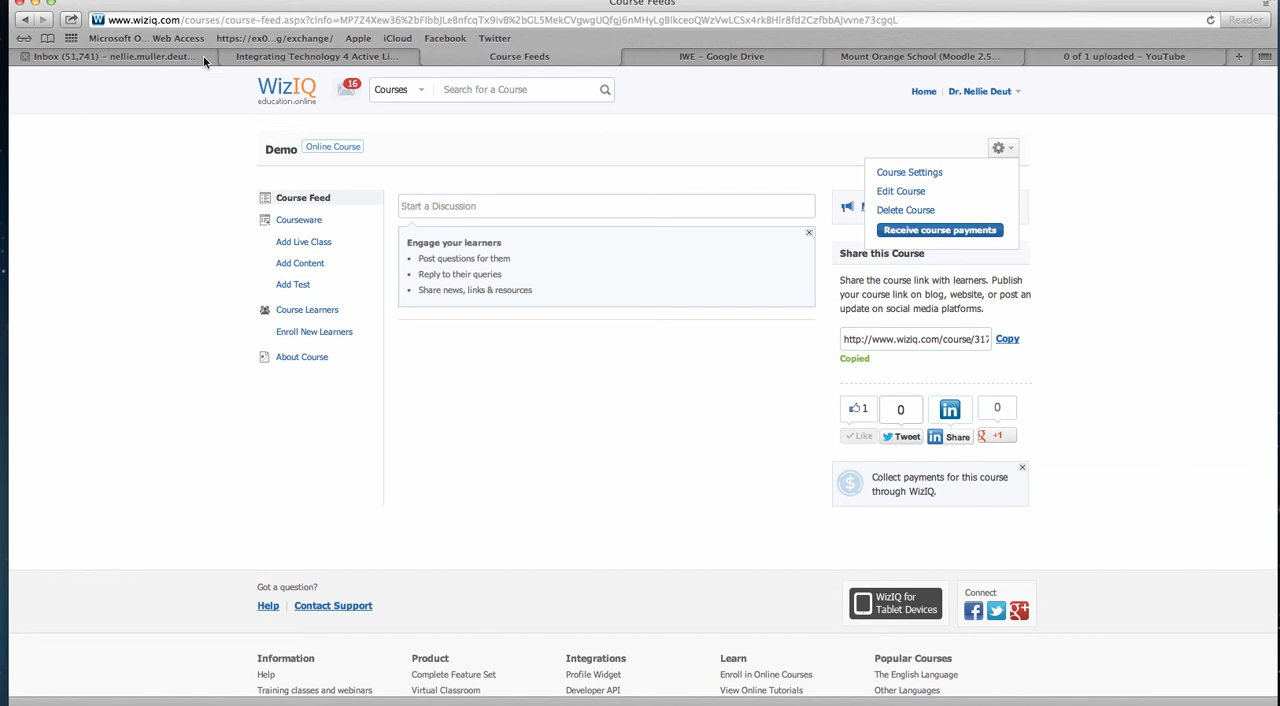 Course Feeds
www.wiziq.com/courses/course-feed.aspx?cInfo=
Reader
Microsoft O... Web Access
https://ex0...g/exchange/
Apple
iCloud
Facebook
Twitter
Inbox (51,741) – nellie.muller.deut...
Integrating Technology 4 Active Li...
Course Feeds
IWE – Google Drive
Mount Orange School (Moodle 2.5...
0 of 1 uploaded – YouTube
+
WizIQ
education.online
16
Courses
Search for a Course
Home
Dr. Nellie Deut
Demo
Online Course
Course Settings
Edit Course
Delete Course
Receive course payments
Course Feed
Courseware
Add Live Class
Add Content
Add Test
Course Learners
Enroll New Learners
About Course
Start a Discussion
Engage your learners
• Post questions for them
• Reply to their queries
• Share news, links & resources
Share this Course
Share the course link with learners. Publish
your course link on blog, website, or post an
update on social media platforms.
http://www.wiziq.com/course/317
Copy
Copied
1
0
in
0
Like
Tweet
in Share
g +1
Collect payments for this course
through WizIQ.
Got a question?
Help
Contact Support
WizIQ for
Tablet Devices
Connect
Information
Help
Training classes and webinars
Product
Complete Feature Set
Virtual Classroom
Integrations
Profile Widget
Developer API
Learn
Enroll in Online Courses
View Online Tutorials
Popular Courses
The English Language
Other Languages